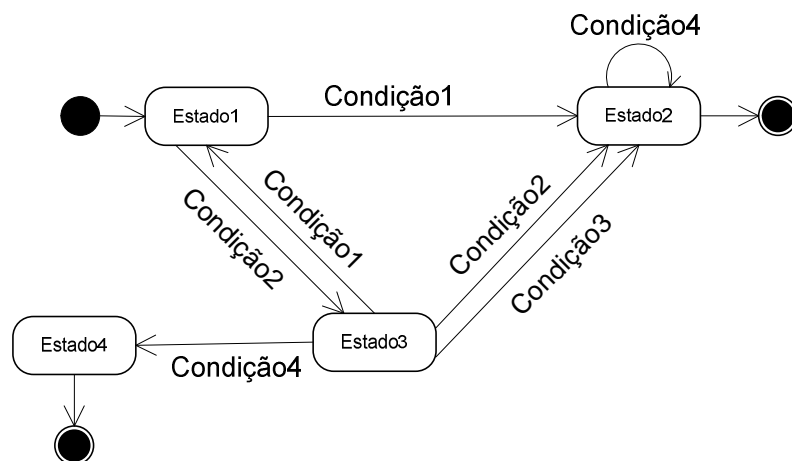 Condição4
Condição1
Estado1
Estado2
Condição2
Condição1
Condição2
Condição3
Estado4
Estado3
Condição4